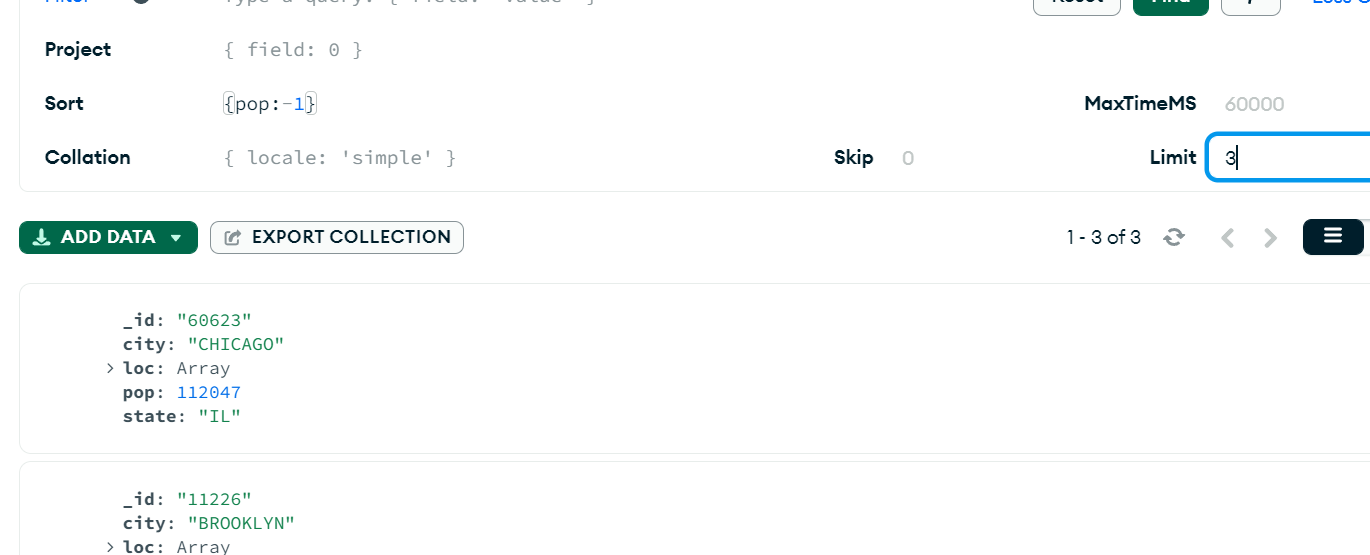 Project { field: 0 }
Sort {pop:-1} MaxTimeMS 60000
Collation { locale: 'simple' } Skip 0 Limit 3
ADD DATA EXPORT COLLECTION 1 - 3 of 3
_id: "60623"
city: "CHICAGO"
loc: Array
pop: 112047
state: "IL"
_id: "11226"
city: "BROOKLYN"
loc: Array